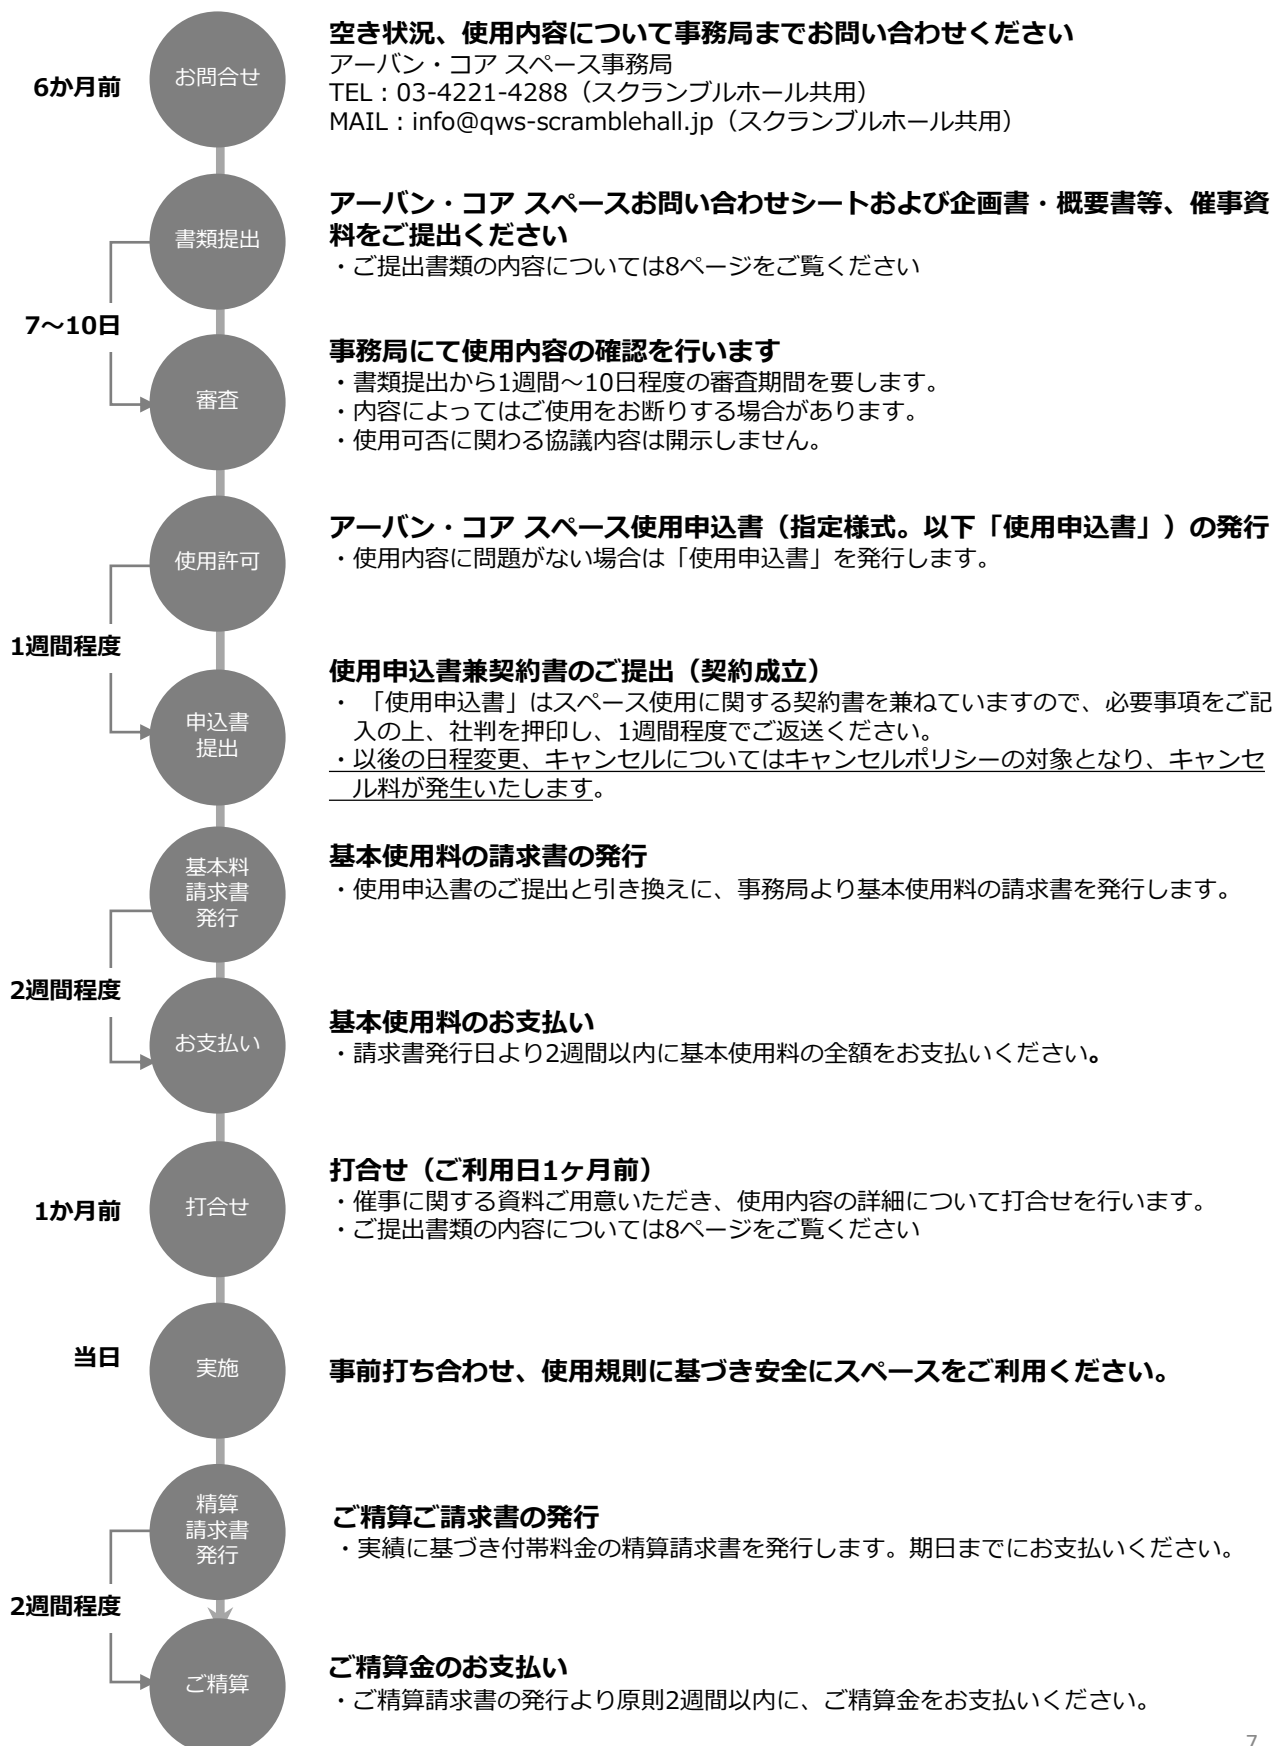 6か月前
お問合せ
空き状況、使用内容について事務局までお問い合わせください
アーバン・コア スペース事務局
TEL：03-4221-4288（スクランブルホール共用）
MAIL：info@qws-scramblehall.jp（スクランブルホール共用）
書類提出
アーバン・コア スペースお問い合わせシートおよび企画書・概要書等、催事資
料をご提出ください
・ご提出書類の内容については8ページをご覧ください
7～10日
審査
事務局にて使用内容の確認を行います
・書類提出から1週間～10日程度の審査期間を要します。
・内容によってはご使用をお断りする場合があります。
・使用可否に関わる協議内容は開示しません。
使用許可
アーバン・コア スペース使用申込書（指定様式。以下「使用申込書」）の発行
・使用内容に問題がない場合は「使用申込書」を発行します。
1週間程度
申込書
提出
使用申込書兼契約書のご提出（契約成立）
・ 「使用申込書」はスペース使用に関する契約書を兼ねていますので、必要事項をご記
入の上、社判を押印し、1週間程度でご返送ください。
・以後の日程変更、キャンセルについてはキャンセルポリシーの対象となり、キャンセ
ル料が発生いたします。
基本料
請求書
発行
基本使用料の請求書の発行
・使用申込書のご提出と引き換えに、事務局より基本使用料の請求書を発行します。
2週間程度
お支払い
基本使用料のお支払い
・請求書発行日より2週間以内に基本使用料の全額をお支払いください。
1か月前
打合せ
打合せ（ご利用日1ヶ月前）
・催事に関する資料ご用意いただき、使用内容の詳細について打合せを行います。
・ご提出書類の内容については8ページをご覧ください
当日
実施
事前打ち合わせ、使用規則に基づき安全にスペースをご利用ください。
精算
請求書
発行
ご精算ご請求書の発行
・実績に基づき付帯料金の精算請求書を発行します。期日までにお支払いください。
2週間程度
ご精算
ご精算金のお支払い
・ご精算請求書の発行より原則2週間以内に、ご精算金をお支払いください。
7